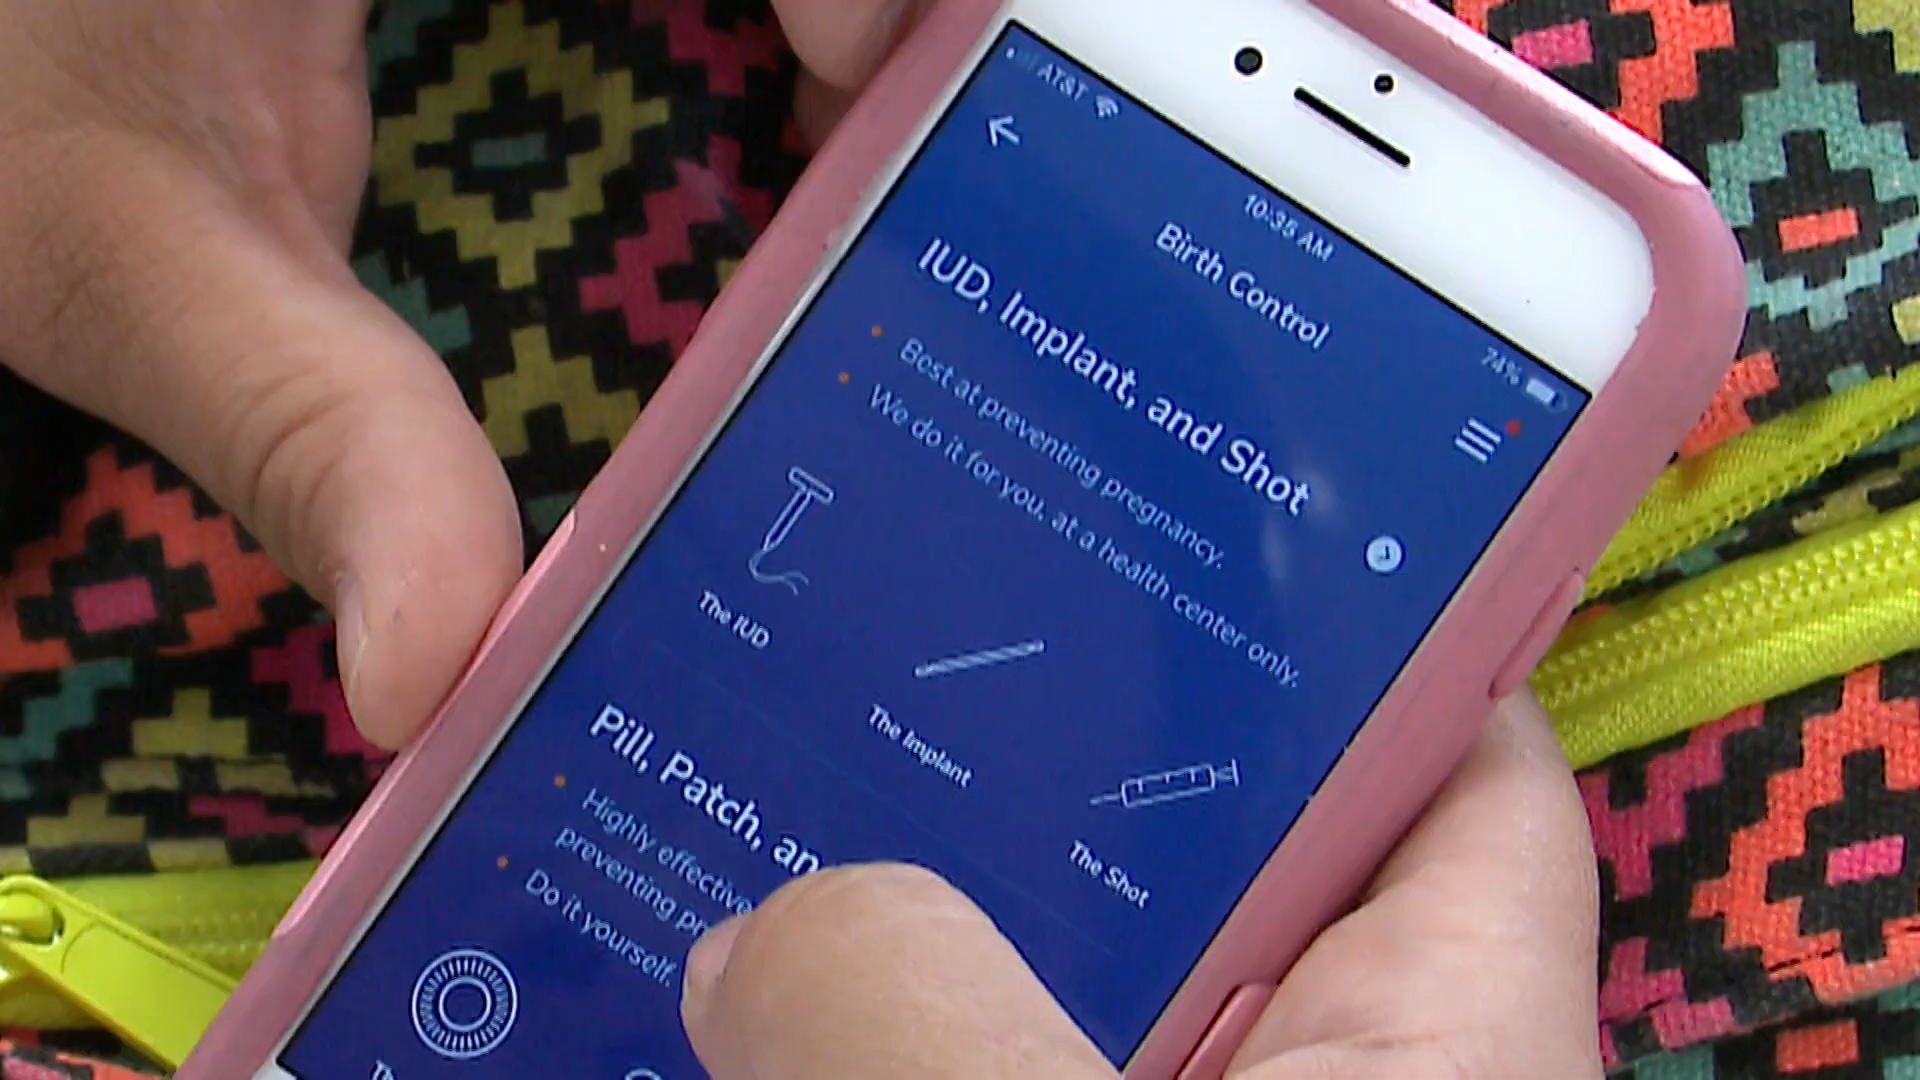 AT&T
10:35 AM
74%
Birth Control
IUD, Implant, and Shot
Best at preventing pregnancy.
We do it for you, at a health center only.
The IUD
The Implant
The Shot
Pill, Patch, an
Highly effective
preventing pr
Do it yourself.
Th